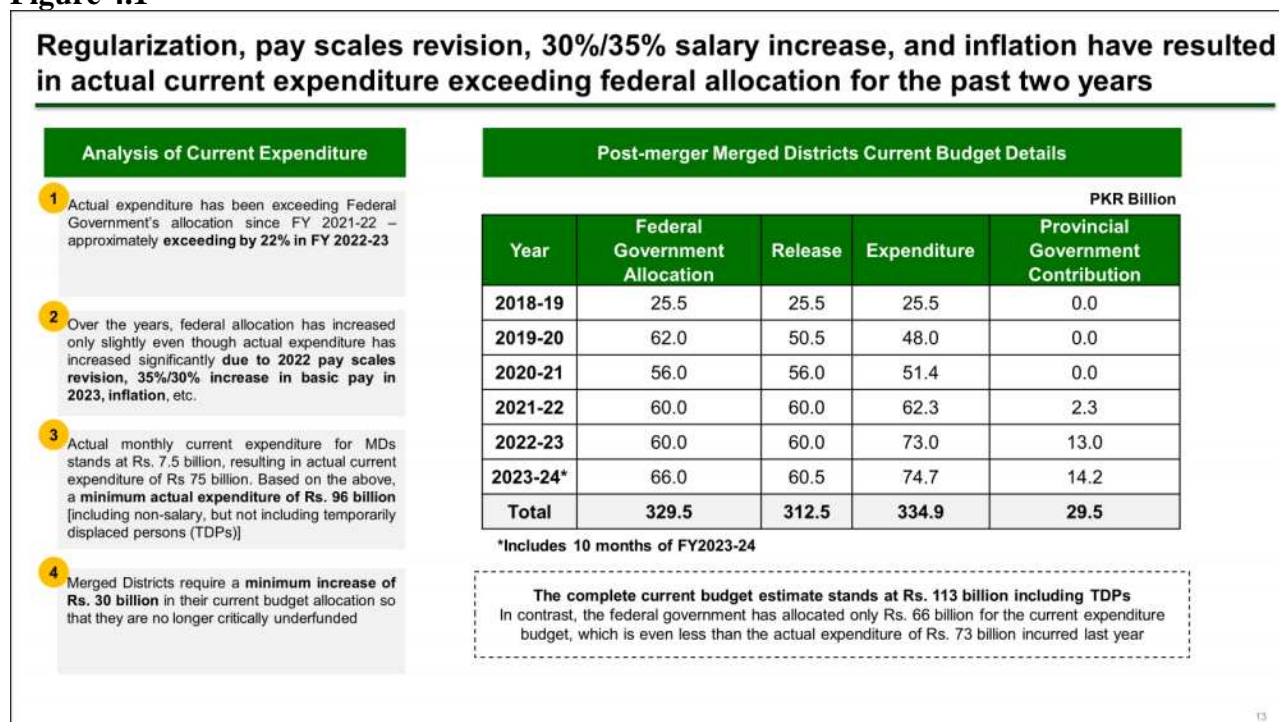 Figure 4.1
Regularization, pay scales revision, 30%/35% salary increase, and inflation have resulted
in actual current expenditure exceeding federal allocation for the past two years
Analysis of Current Expenditure
1
Actual expenditure has been exceeding Federal
Government's allocation since FY 2021-22 –
approximately exceeding by 22% in FY 2022-23
2
Over the years, federal allocation has increased
only slightly even though actual expenditure has
increased significantly due to 2022 pay scales
revision, 35%/30% increase in basic pay in
2023, inflation, etc.
3
Actual monthly current expenditure for MDs
stands at Rs. 7.5 billion, resulting in actual current
expenditure of Rs 75 billion. Based on the above,
a minimum actual expenditure of Rs. 96 billion
[including non-salary, but not including temporarily
displaced persons (TDPs)]
4
Merged Districts require a minimum increase of
Rs. 30 billion in their current budget allocation so
that they are no longer critically underfunded
Post-merger Merged Districts Current Budget Details
PKR Billion
Year Federal Government Allocation Release Expenditure Provincial Government Contribution
2018-19 25.5 25.5 25.5 0.0
2019-20 62.0 50.5 48.0 0.0
2020-21 56.0 56.0 51.4 0.0
2021-22 60.0 60.0 62.3 2.3
2022-23 60.0 60.0 73.0 13.0
2023-24* 66.0 60.5 74.7 14.2
Total 329.5 312.5 334.9 29.5
*Includes 10 months of FY2023-24
The complete current budget estimate stands at Rs. 113 billion including TDPs
In contrast, the federal government has allocated only Rs. 66 billion for the current expenditure
budget, which is even less than the actual expenditure of Rs. 73 billion incurred last year
13